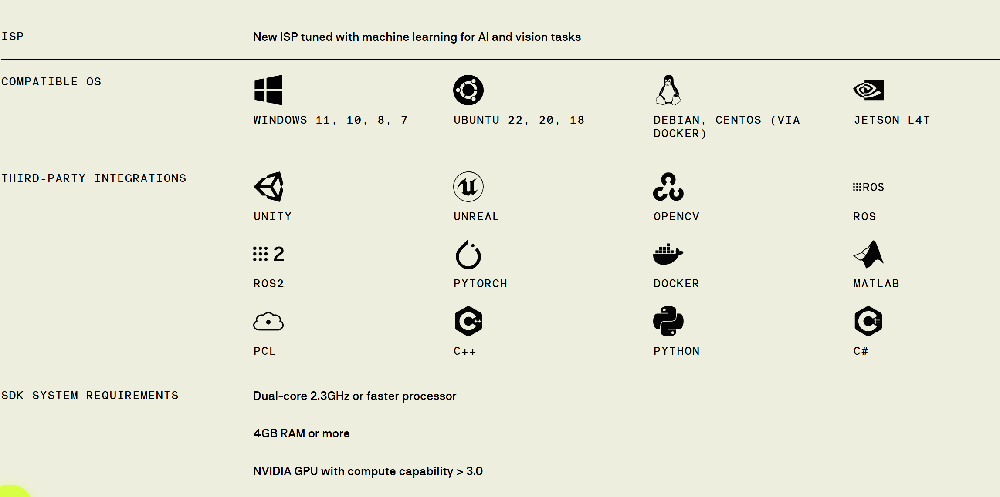 ISP
New ISP tuned with machine learning for AI and vision tasks
COMPATIBLE OS
WINDOWS 11, 10, 8, 7
UBUNTU 22, 20, 18
DEBIAN, CENTOS (VIA
DOCKER)
JETSON L4T
THIRD-PARTY INTEGRATIONS
UNITY
UNREAL
OPENCV
ROS
ROS
2
ROS2
PYTORCH
DOCKER
MATLAB
PCL
C++
C++
PYTHON
C#
C#
SDK SYSTEM REQUIREMENTS
Dual-core 2.3GHz or faster processor
4GB RAM or more
NVIDIA GPU with compute capability > 3.0